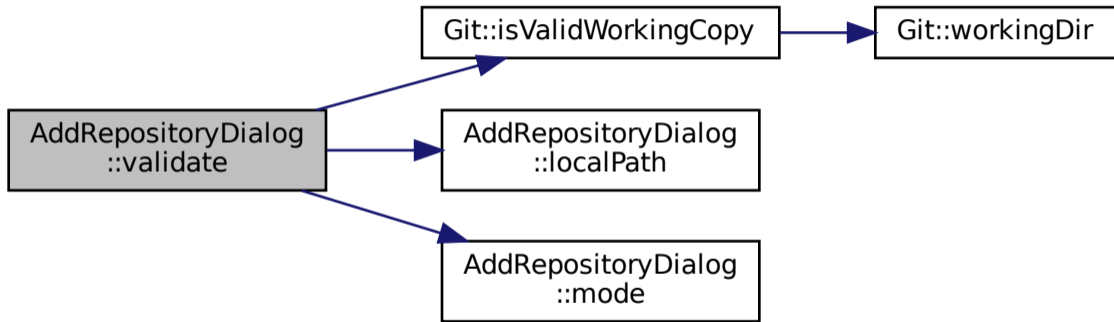 Git::isValidWorkingCopy
Git::workingDir
AddRepositoryDialog
::validate
AddRepositoryDialog
::localPath
AddRepositoryDialog
::mode